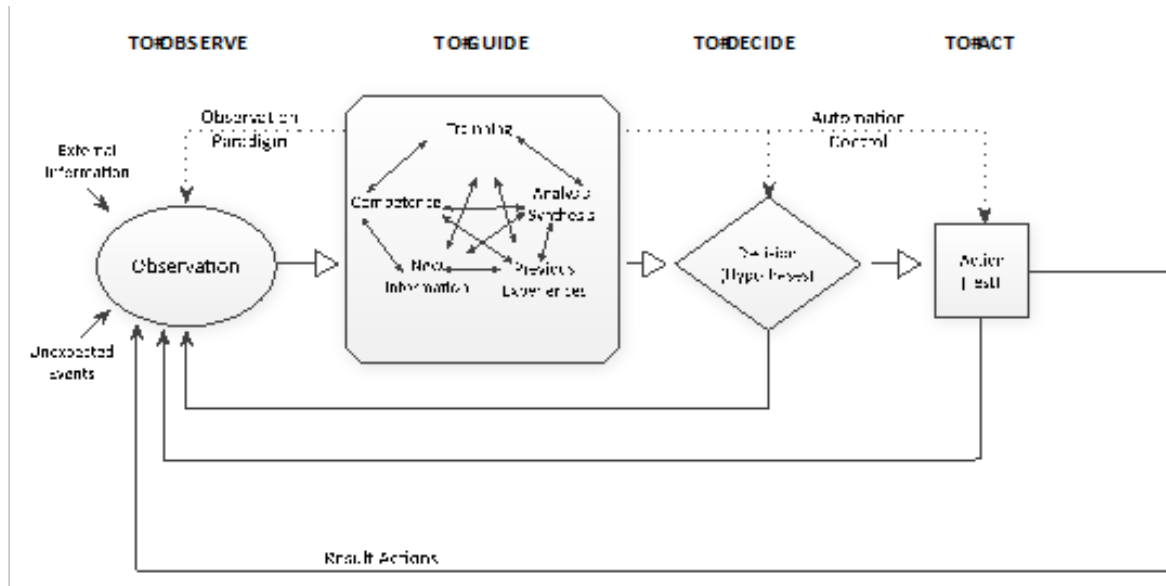 TO#OBSERVE
TO#GUIDE
TO#DECIDE
TO#ACT
Observation
Paradigm
Automation
Control
External
Information
Training
Competence
Analysis
Synthesis
New
Information
Previous
Experiences
Observation
Decision
(Hypotheses)
Action
(Test)
Unexpected
Events
Result Actions